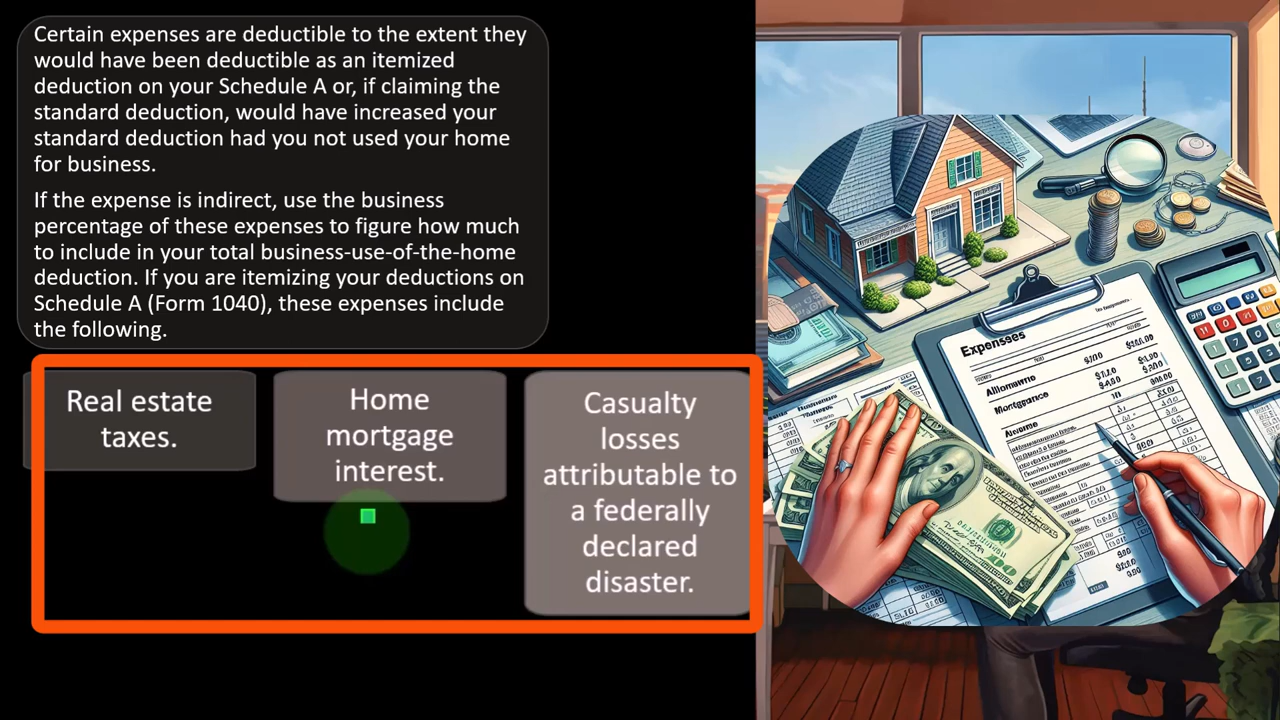 Certain expenses are deductible to the extent they
would have been deductible as an itemized
deduction on your Schedule A or, if claiming the
standard deduction, would have increased your
standard deduction had you not used your home
for business.
If the expense is indirect, use the business
percentage of these expenses to figure how much
to include in your total business-use-of-the-home
deduction. If you are itemizing your deductions on
Schedule A (Form 1040), these expenses include
the following.
Real estate
taxes.
Home
mortgage
interest.
Casualty
losses
attributable to
a federally
declared
disaster.
Expenseses